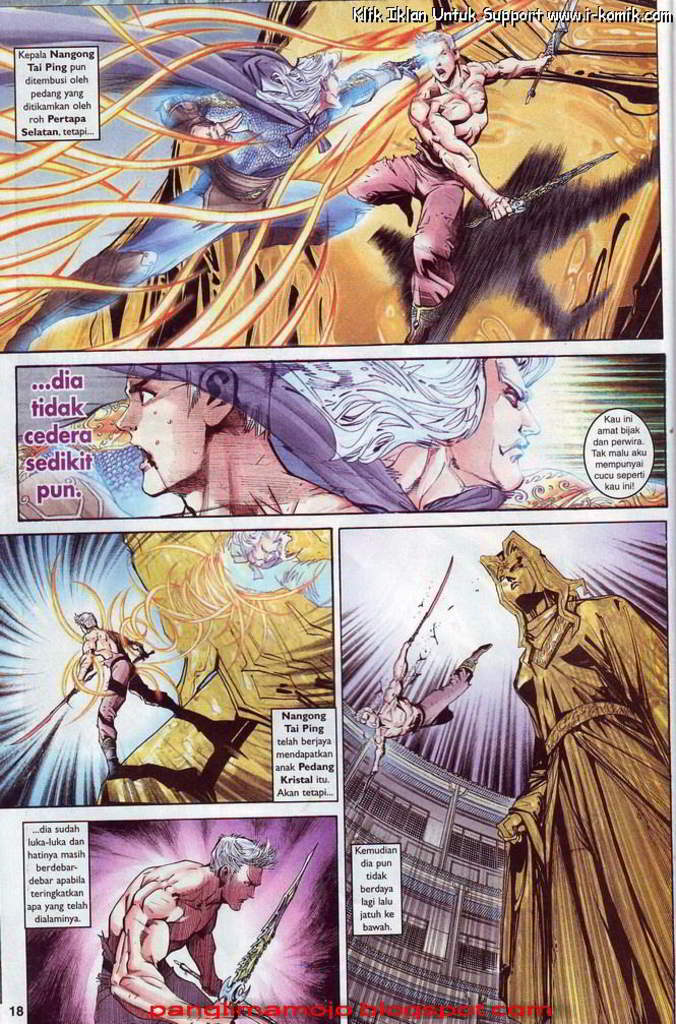 Klik Iklan Untuk Support www.i-komik.com
Kepala Nangong
Tai Ping pun
ditembusi oleh
pedang yang
ditikamkan oleh
roh Pertapa
Selatan, tetapi...
...dia
tidak
cedera
sedikit
pun.
Kau ini
amat bijak
dan perwira.
Tak malu aku
mempunyai
cucu seperti
kau ini!
Nangong
Tai Ping
telah berjaya
mendapatkan
anak Pedang
Kristal itu.
Akan tetapi...
...dia sudah
luka-luka dan
hatinya masih
berdebar-
debar apabila
teringatkan
apa yang telah
dialaminya.
Kemudian
dia pun
tidak
berdaya
lagi lalu
jatuh ke
bawah.
18
panglimamojo.blogspot.com